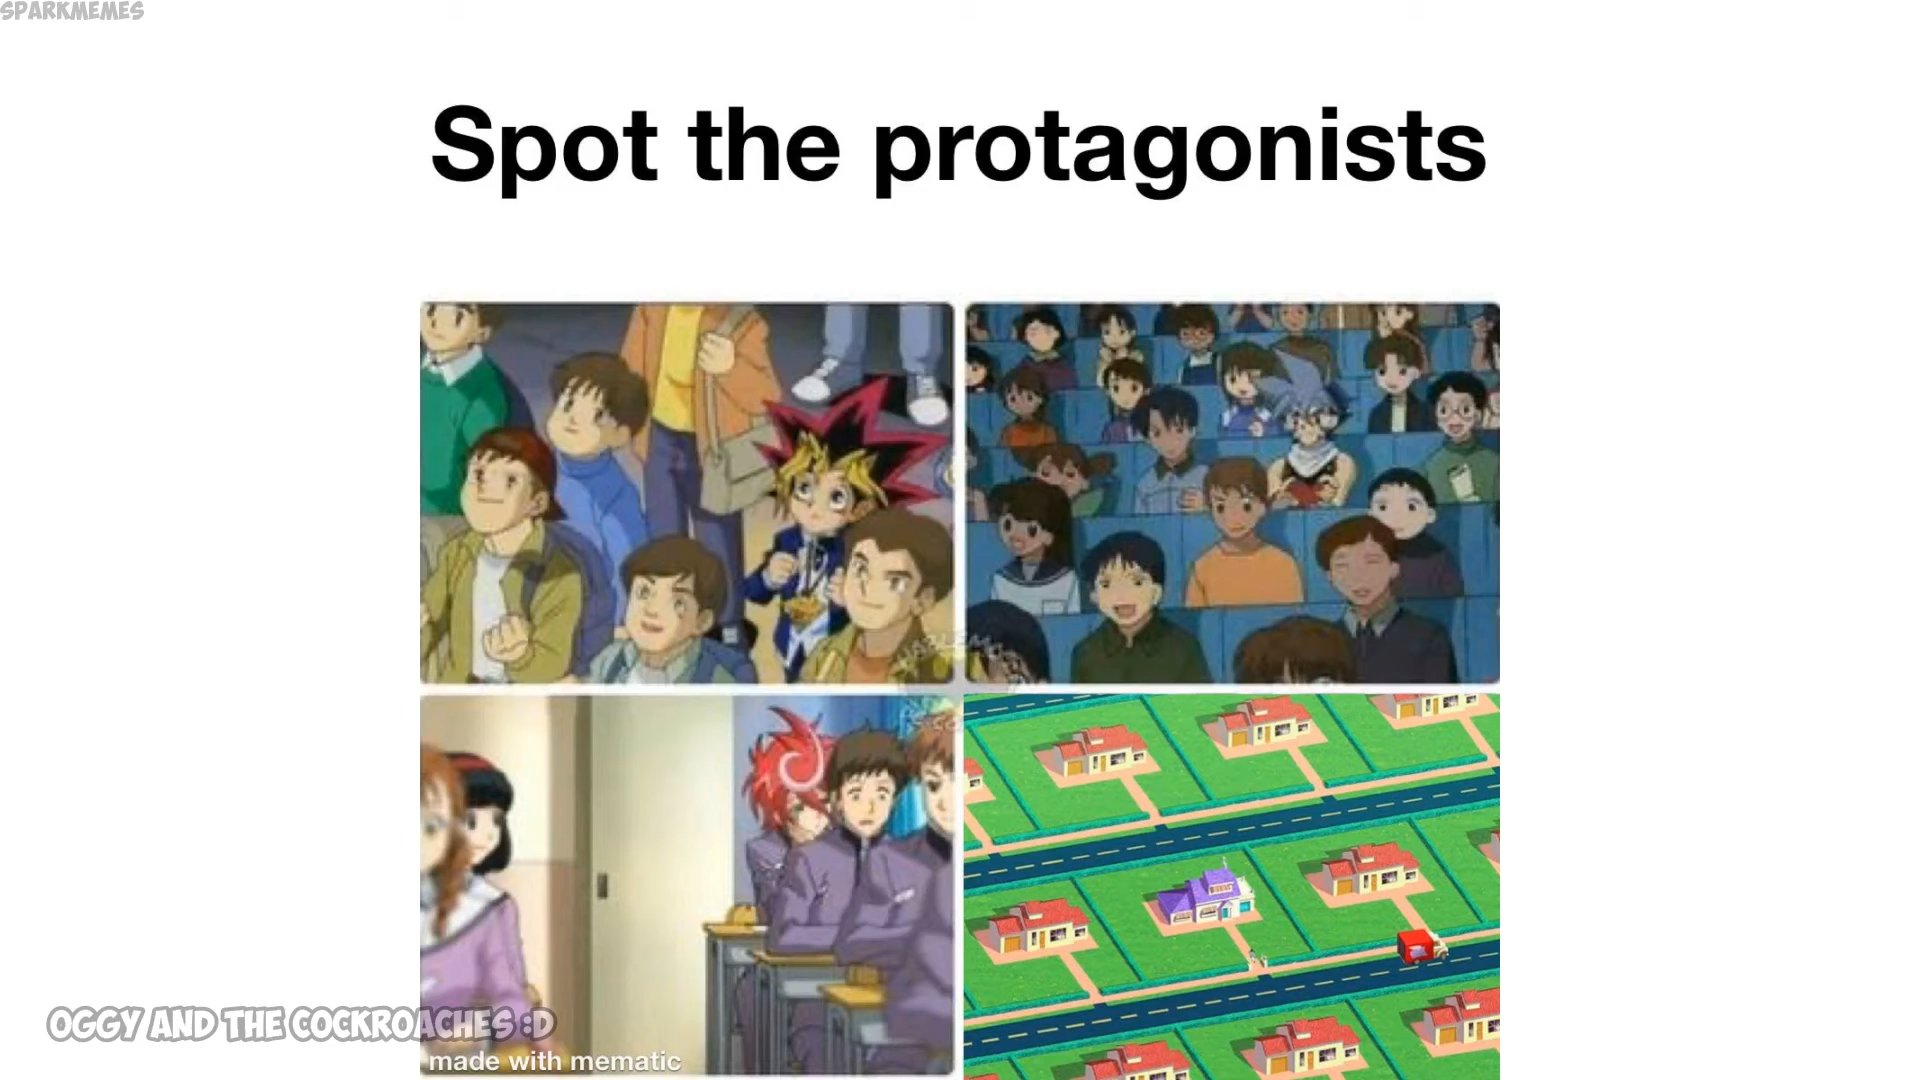 SPARKMEMES
Spot the protagonists
OGGY AND THE COCKROACHES :D
made with mematic